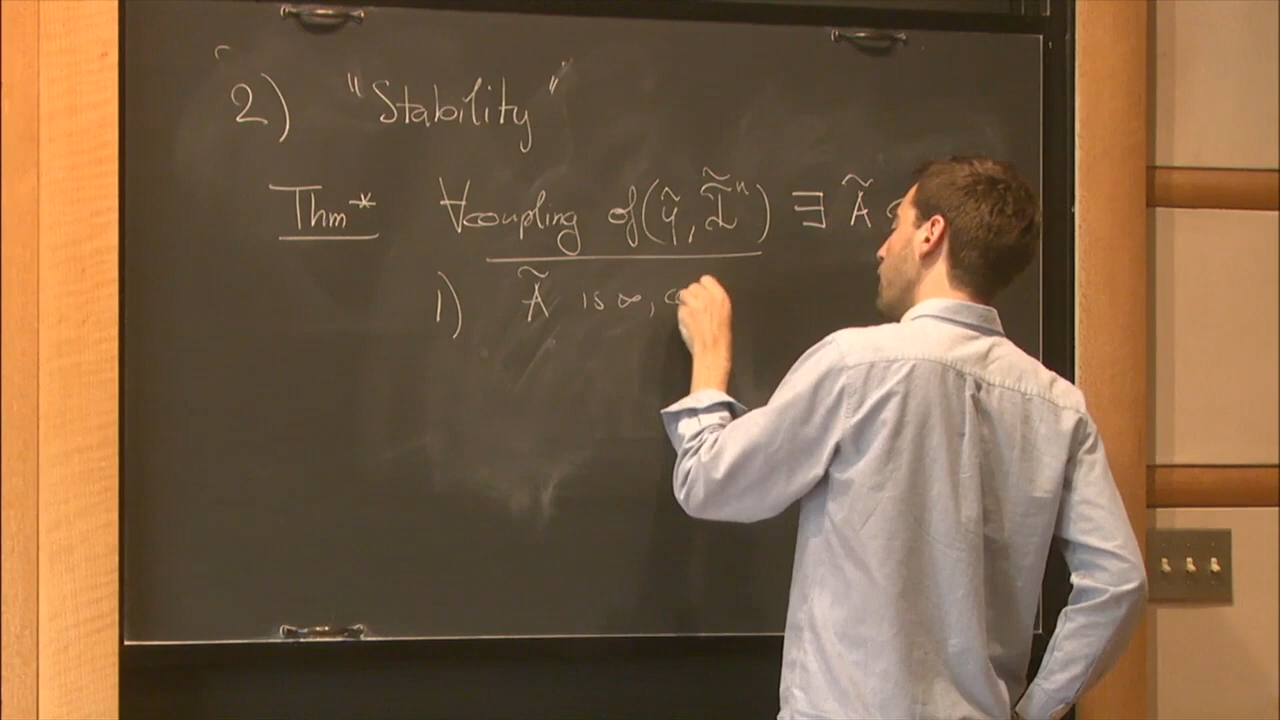 2) "Stability"
Thm* ∀coupling of (η̃, Ĩ̃ⁿ) ∃ Ã
1) Ã is ∞, c